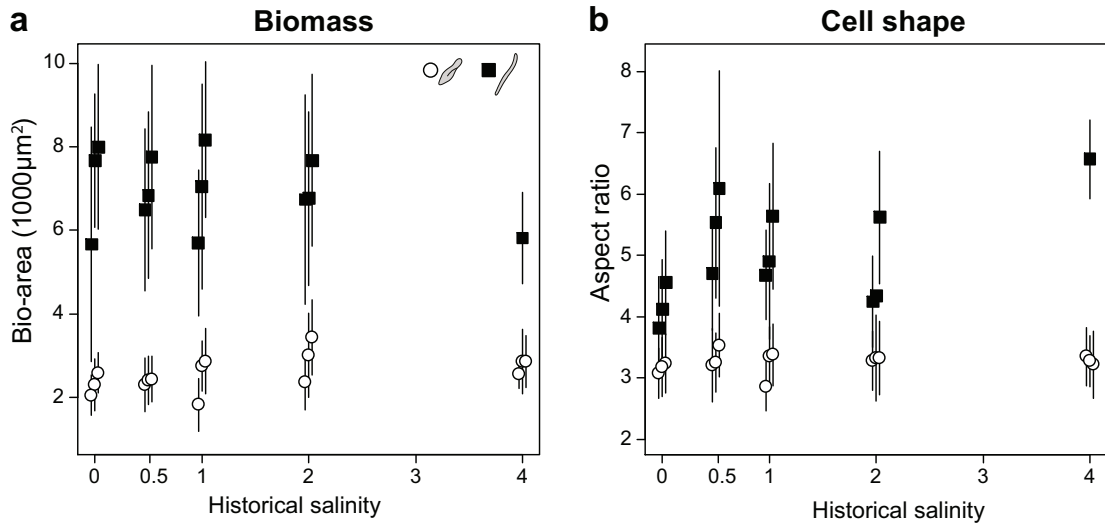 a
Biomass
Bio-area (1000μm²)
10
8
6
4
2
0 0.5 1 2 3 4
Historical salinity
b
Cell shape
Aspect ratio
8
7
6
5
4
3
2
0 0.5 1 2 3 4
Historical salinity